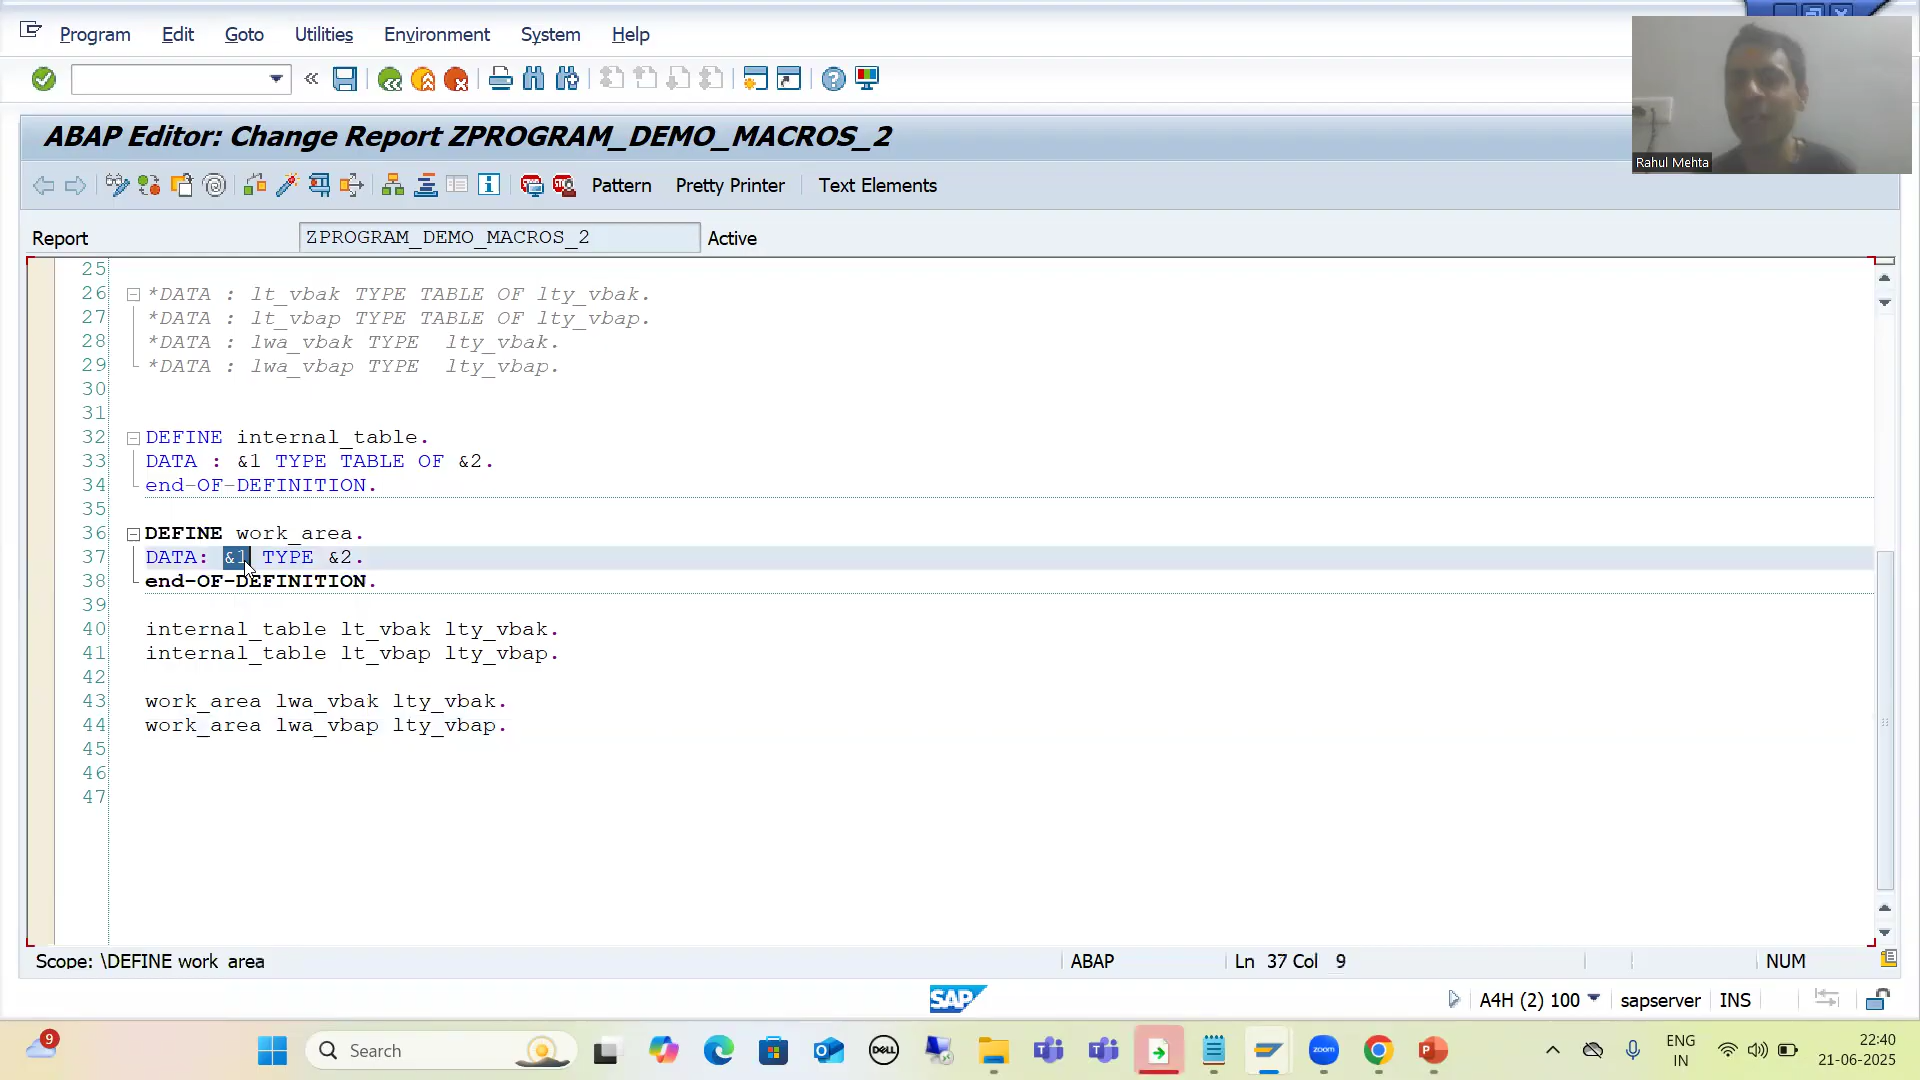 Program Edit Goto Utilities Environment System Help
Rahul Mehta
ABAP Editor: Change Report ZPROGRAM_DEMO_MACROS_2
Pattern Pretty Printer Text Elements
Report ZPROGRAM_DEMO_MACROS_2 Active
25
26 *DATA : lt_vbak TYPE TABLE OF lty_vbak.
27 *DATA : lt_vbap TYPE TABLE OF lty_vbap.
28 *DATA : lwa_vbak TYPE  lty_vbak.
29 *DATA : lwa_vbap TYPE  lty_vbap.
30
31
32 DEFINE internal_table.
33 DATA : &1 TYPE TABLE OF &2.
34 end-OF-DEFINITION.
35
36 DEFINE work_area.
37 DATA: &1 TYPE &2.
38 end-OF-DEFINITION.
39
40 internal_table lt_vbak lty_vbak.
41 internal_table lt_vbap lty_vbap.
42
43 work_area lwa_vbak lty_vbak.
44 work_area lwa_vbap lty_vbap.
45
46
47
Scope: \DEFINE work_area ABAP Ln 37 Col 9 NUM
SAP A4H (2) 100 sapserver INS
9 Search DELL zoom ENG 22:40
IN 21-06-2025